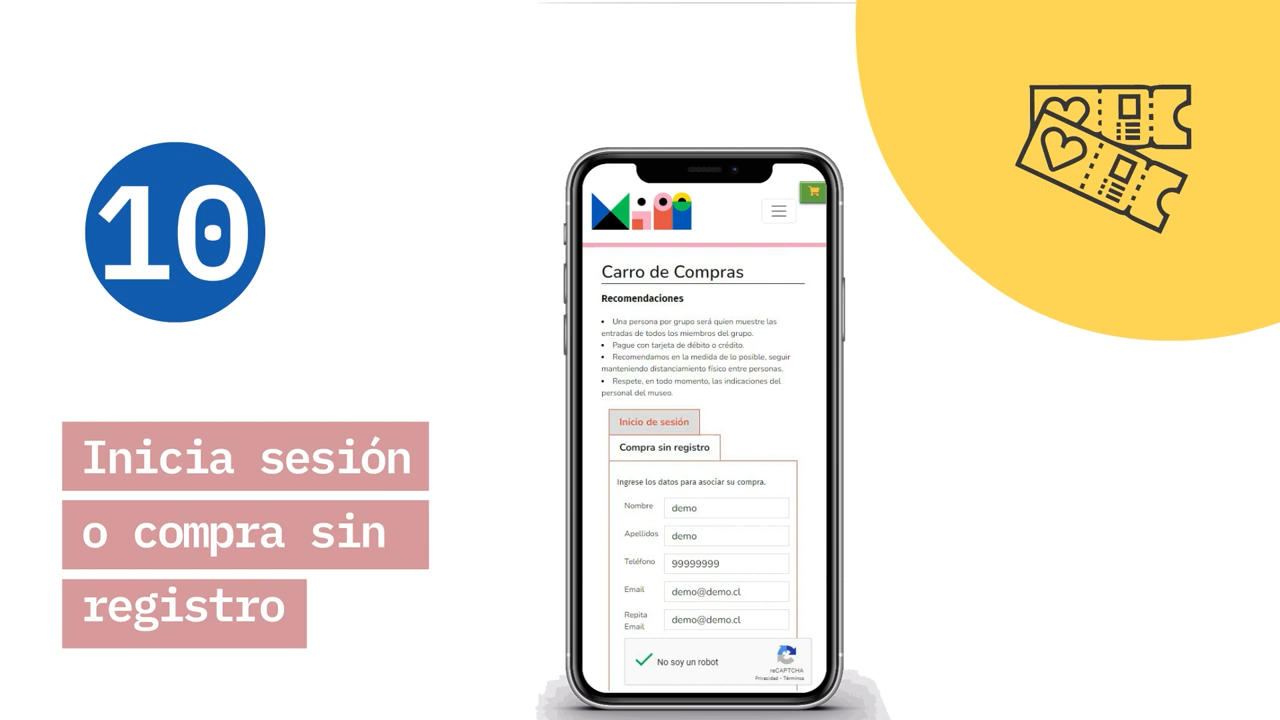 10
Inicia sesión
o compra sin
registro
Carro de Compras
Recomendaciones
• Una persona por grupo será quien muestre las
entradas de todos los miembros del grupo.
• Pague con tarjeta de débito o crédito.
• Recomendamos en la medida de lo posible, seguir
manteniendo distanciamiento físico entre personas.
• Respete, en todo momento, las indicaciones del
personal del museo.
Inicio de sesión
Compra sin registro
Ingrese los datos para asociar su compra.
Nombre demo
Apellidos demo
Teléfono 99999999
Email demo@demo.cl
Repita
Email demo@demo.cl
No soy un robot
reCAPTCHA
Privacidad - Términos